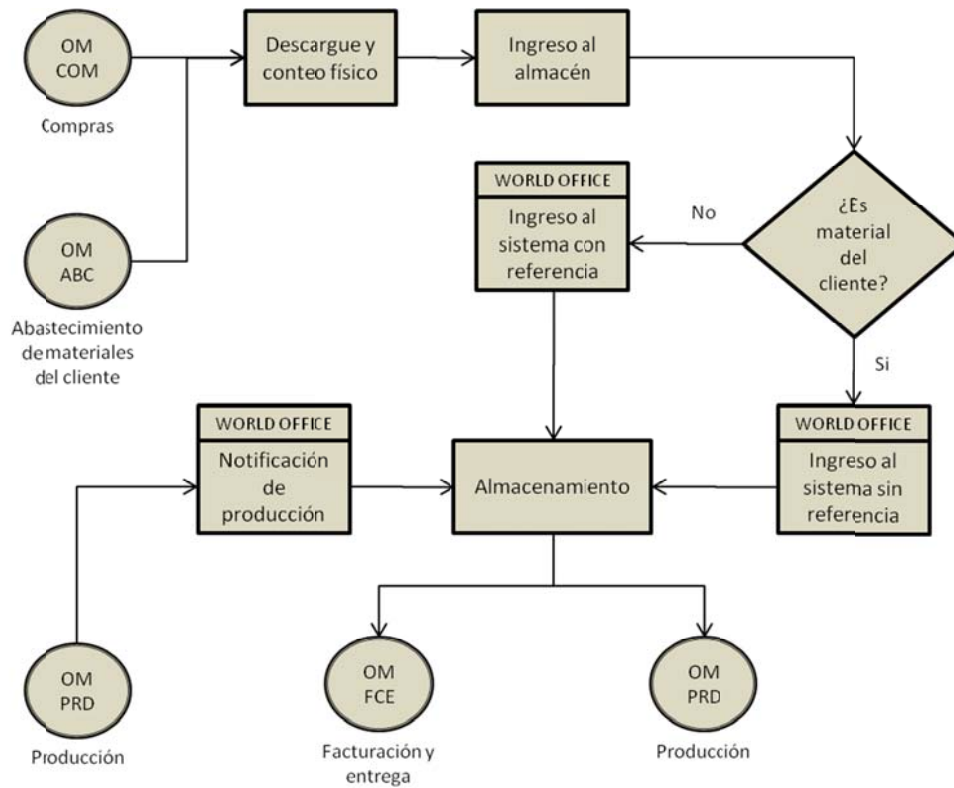 OM
COM
Compras
Descargue y
conteo físico
Ingreso al
almacén
¿Es
material
del
cliente?
No
Si
WORLD OFFICE
Ingreso al
sistema con
referencia
OM
ABC
Abastecimiento
de materiales
del cliente
WORLD OFFICE
Notificación
de
producción
Almacenamiento
WORLD OFFICE
Ingreso al
sistema sin
referencia
OM
PRD
Producción
OM
FCE
Facturación y
entrega
OM
PRD
Producción